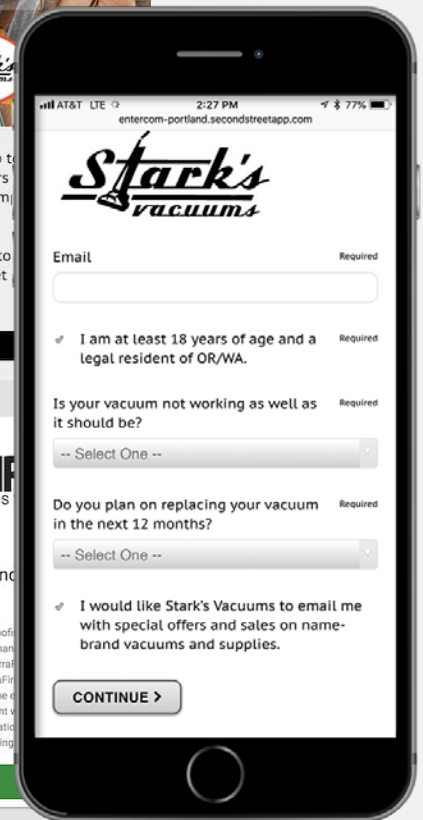 AT&T LTE 2:27 PM 77%
entercom-portland.secondstreetapp.com
Stark's
vacuums
Email Required
I am at least 18 years of age and a Required
legal resident of OR/WA.
Is your vacuum not working as well as Required
it should be?
-- Select One --
Do you plan on replacing your vacuum Required
in the next 12 months?
-- Select One --
I would like Stark's Vacuums to email me
with special offers and sales on name-
brand vacuums and supplies.
CONTINUE >